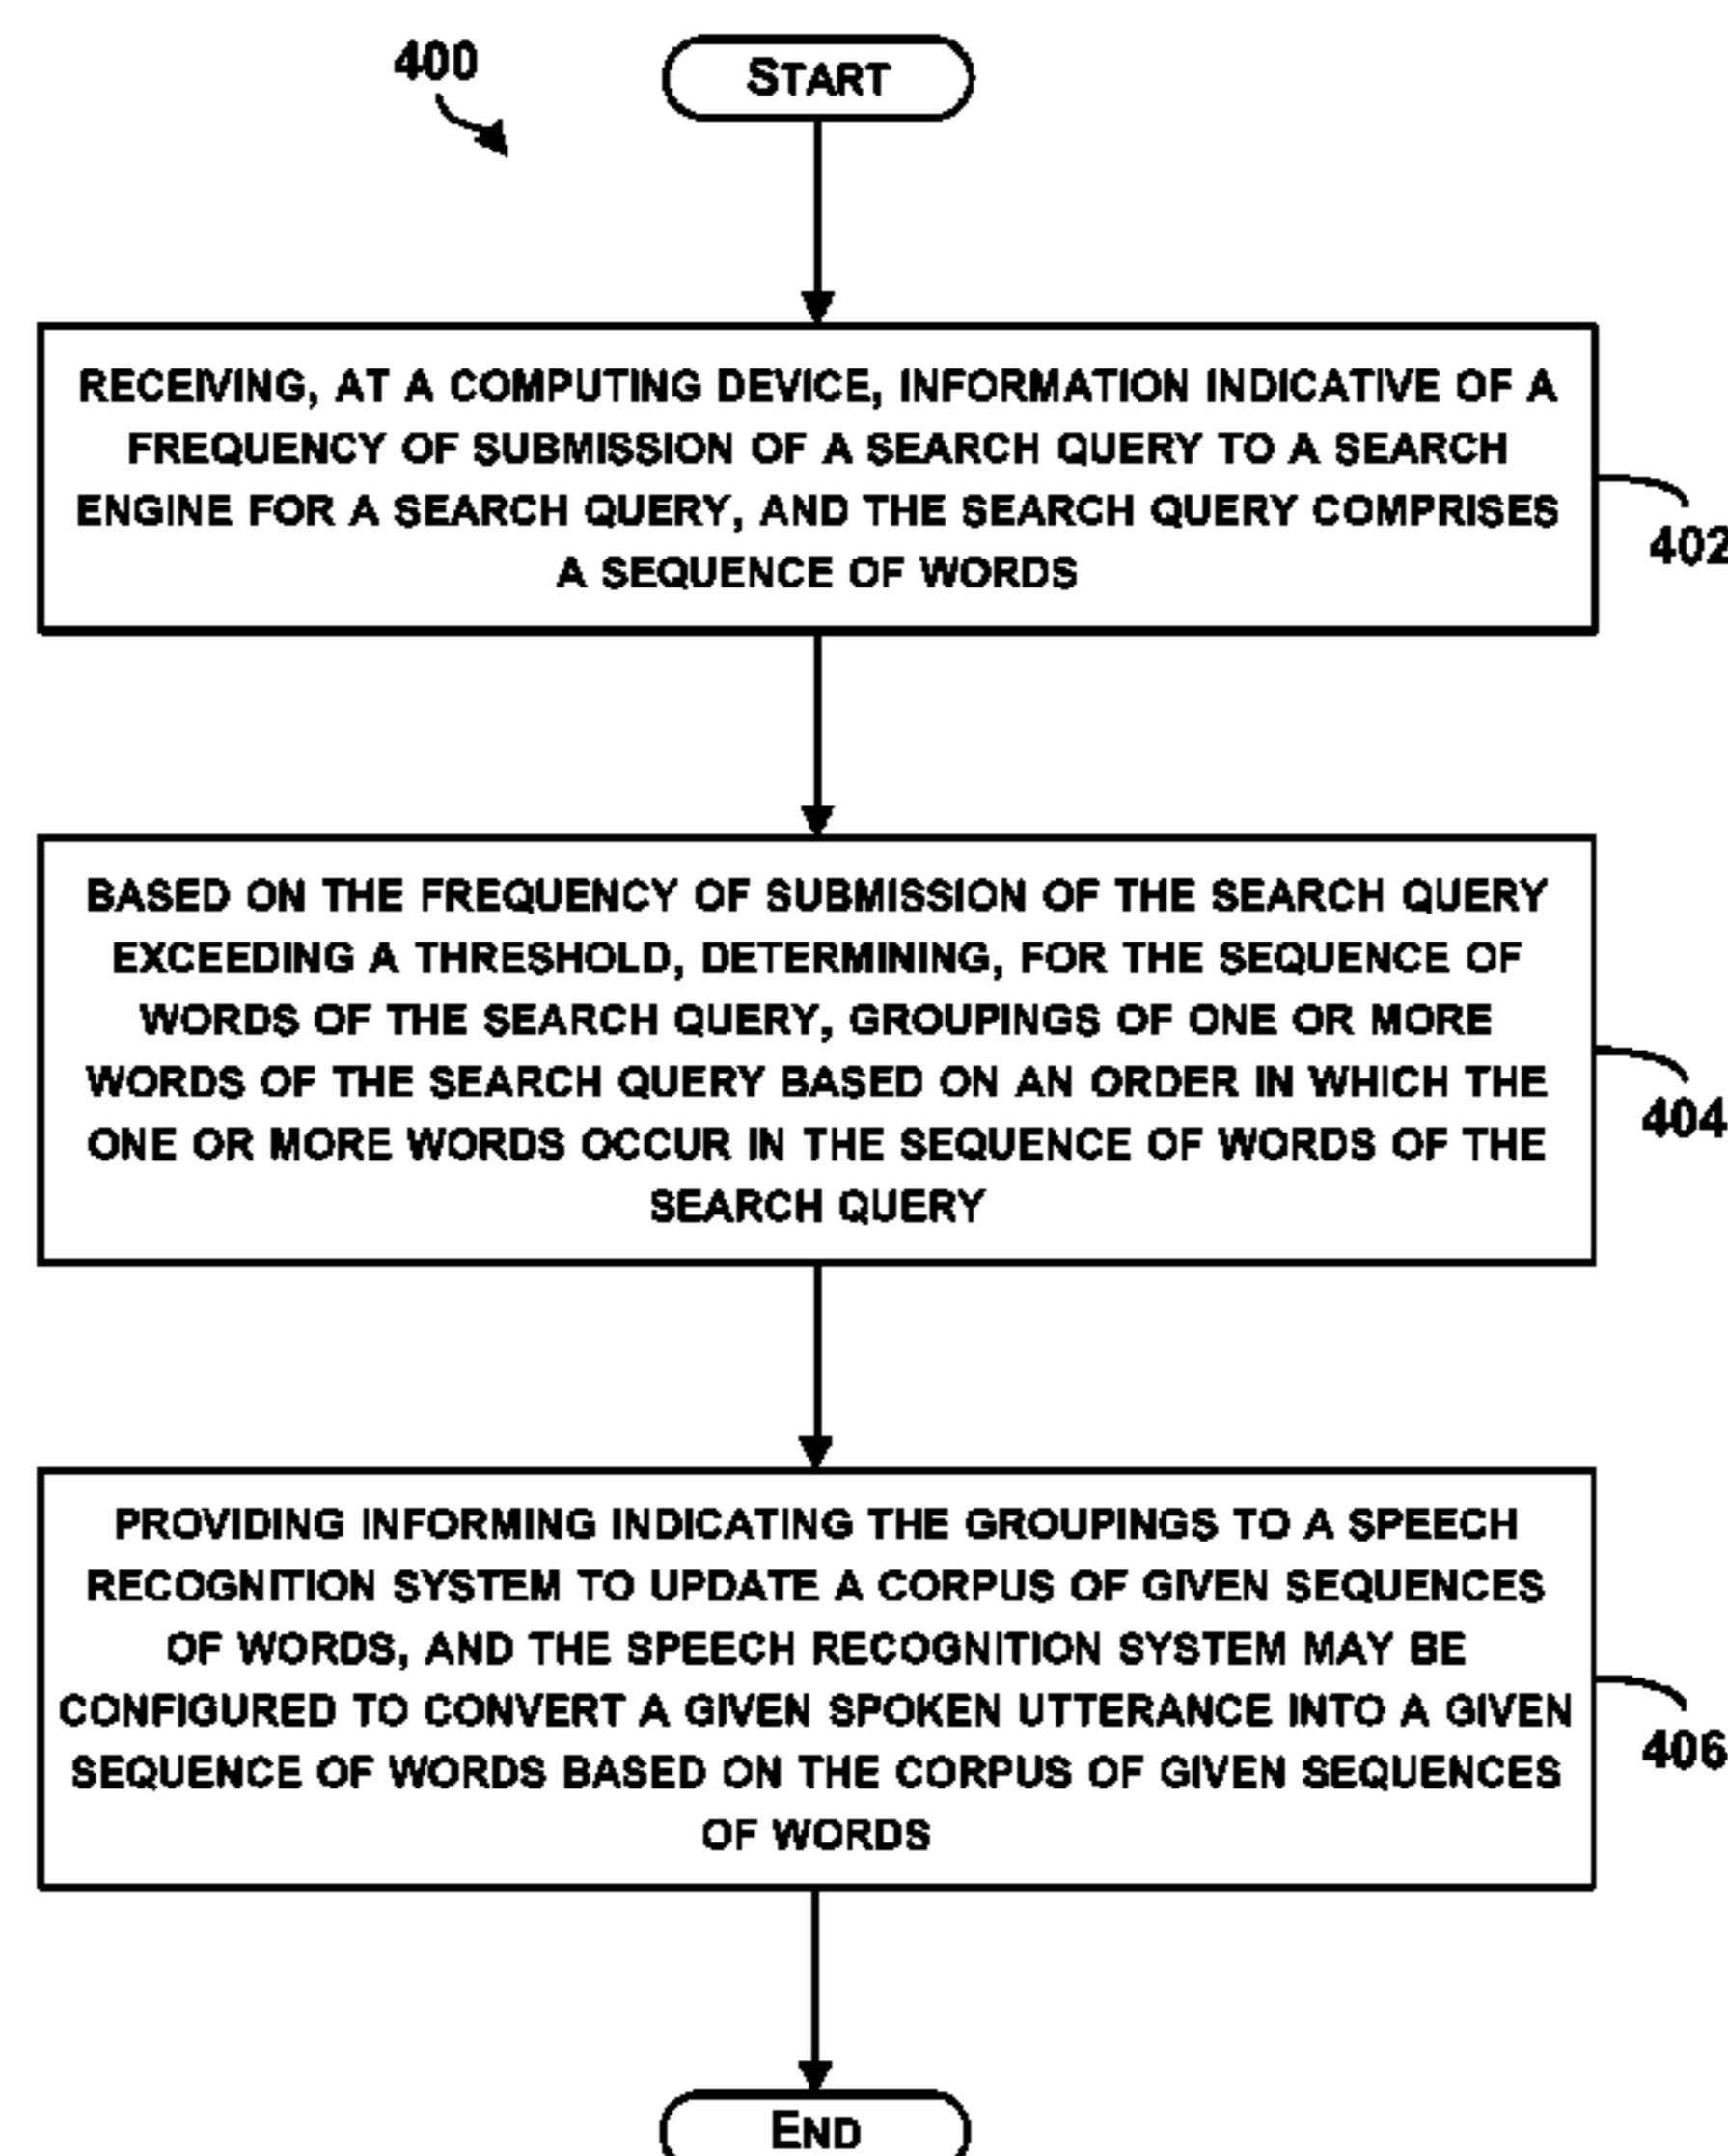 400
START
RECEIVING, AT A COMPUTING DEVICE, INFORMATION INDICATIVE OF A
FREQUENCY OF SUBMISSION OF A SEARCH QUERY TO A SEARCH
ENGINE FOR A SEARCH QUERY, AND THE SEARCH QUERY COMPRISES
A SEQUENCE OF WORDS
402
BASED ON THE FREQUENCY OF SUBMISSION OF THE SEARCH QUERY
EXCEEDING A THRESHOLD, DETERMINING, FOR THE SEQUENCE OF
WORDS OF THE SEARCH QUERY, GROUPINGS OF ONE OR MORE
WORDS OF THE SEARCH QUERY BASED ON AN ORDER IN WHICH THE
ONE OR MORE WORDS OCCUR IN THE SEQUENCE OF WORDS OF THE
SEARCH QUERY
404
PROVIDING INFORMING INDICATING THE GROUPINGS TO A SPEECH
RECOGNITION SYSTEM TO UPDATE A CORPUS OF GIVEN SEQUENCES
OF WORDS, AND THE SPEECH RECOGNITION SYSTEM MAY BE
CONFIGURED TO CONVERT A GIVEN SPOKEN UTTERANCE INTO A GIVEN
SEQUENCE OF WORDS BASED ON THE CORPUS OF GIVEN SEQUENCES
OF WORDS
406
END